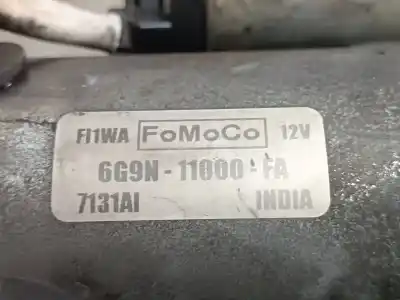 FI1WA FoMoCo 12V
6G9N - 11000 - FA
7131AI INDIA